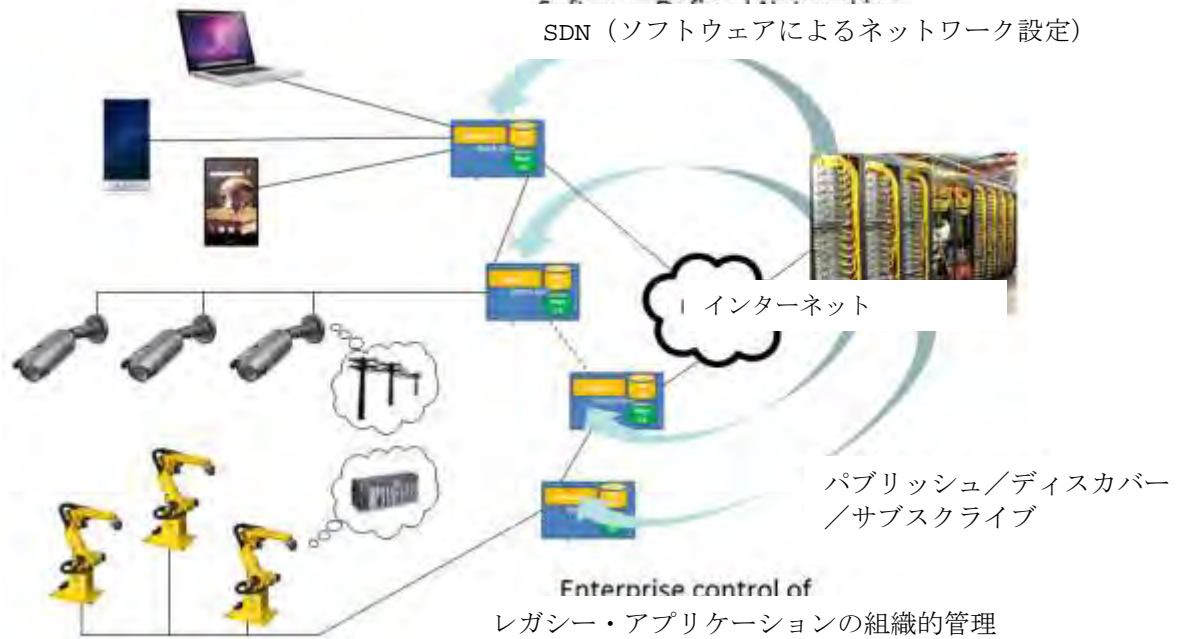 SDN（ソフトウェアによるネットワーク設定）
インターネット
パブリッシュ／ディスカバー
／サブスクライブ
Enterprise control of
レガシー・アプリケーションの組織的管理